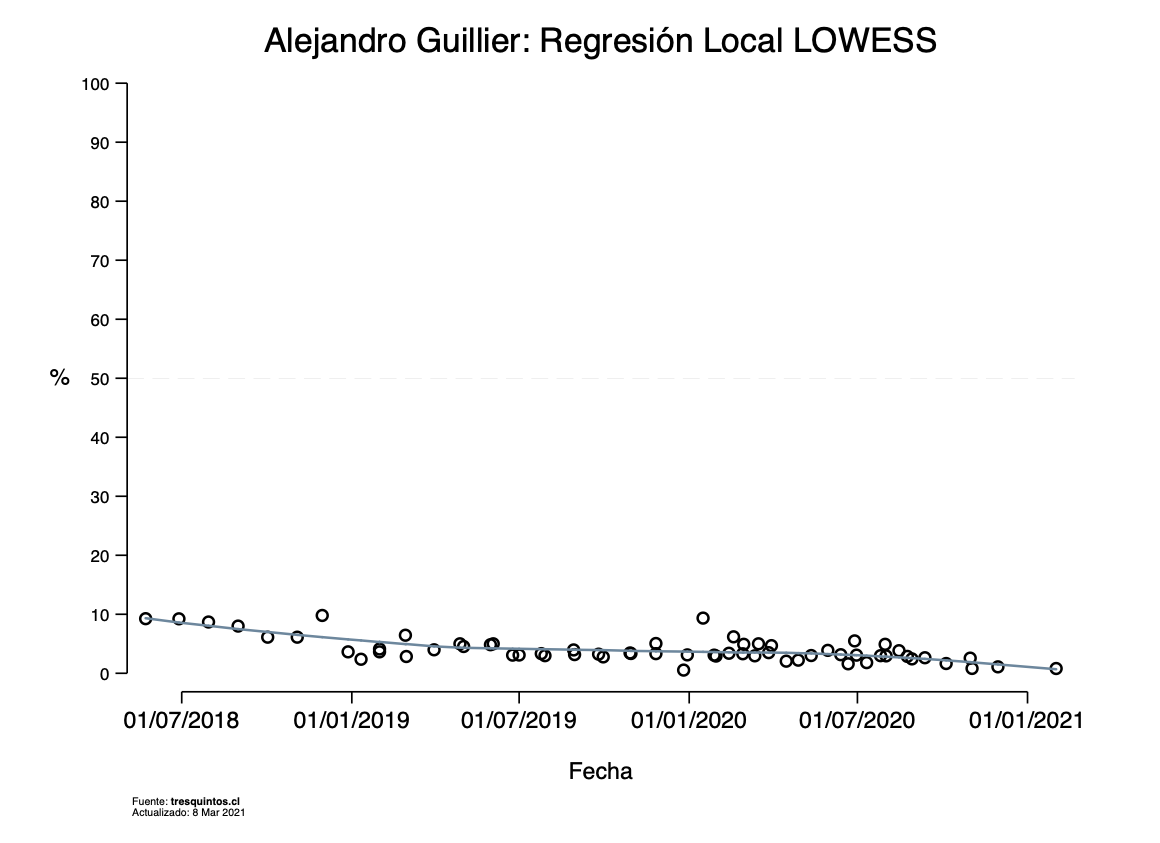 Alejandro Guillier: Regresión Local LOWESS
100
90
80
70
60
% 50
40
30
20
10
0
01/07/2018 01/01/2019 01/07/2019 01/01/2020 01/07/2020 01/01/2021
Fecha
Fuente: tresquintos.cl
Actualizado: 8 Mar 2021